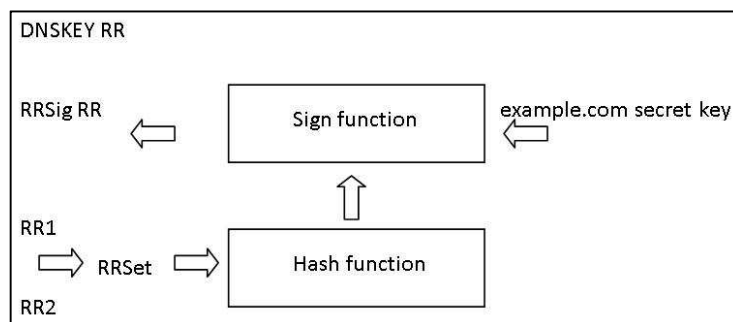 DNSKEY RR
RRSig RR
Sign function
example.com secret key
RR1
RRSet
Hash function
RR2